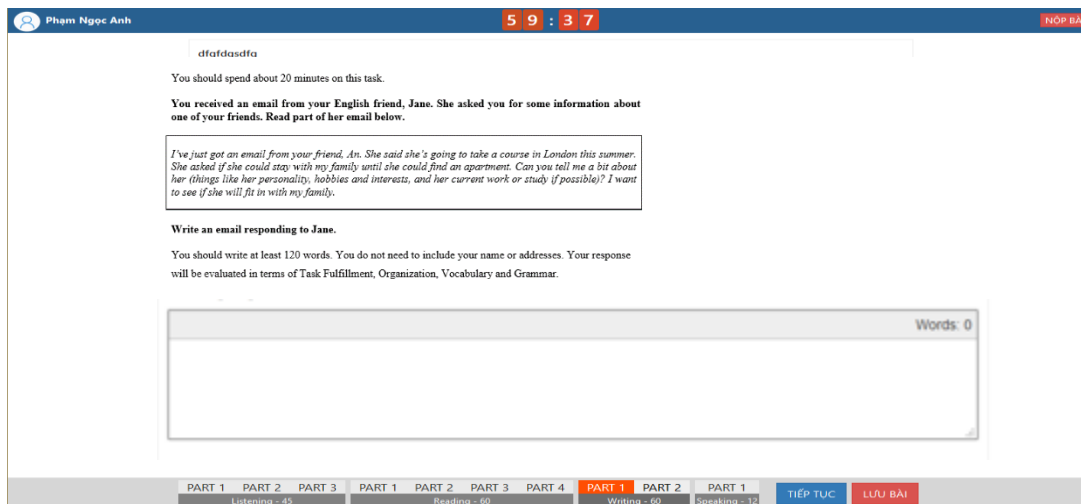 Phạm Ngọc Anh
5 9 : 3 7
NỘP BÀ
dfafdasdfa
You should spend about 20 minutes on this task.
You received an email from your English friend, Jane. She asked you for some information about
one of your friends. Read part of her email below.
I've just got an email from your friend, An. She said she's going to take a course in London this summer.
She asked if she could stay with my family until she could find an apartment. Can you tell me a bit about
her (things like her personality, hobbies and interests, and her current work or study if possible)? I want
to see if she will fit in with my family.
Write an email responding to Jane.
You should write at least 120 words. You do not need to include your name or addresses. Your response
will be evaluated in terms of Task Fulfillment, Organization, Vocabulary and Grammar.
Words: 0
PART 1 PART 2 PART 3 PART 1 PART 2 PART 3 PART 4 PART 1 PART 2 PART 1
Listening - 45 Reading - 60 Writing - 60 Speaking - 12
TIẾP TỤC LƯU BÀI